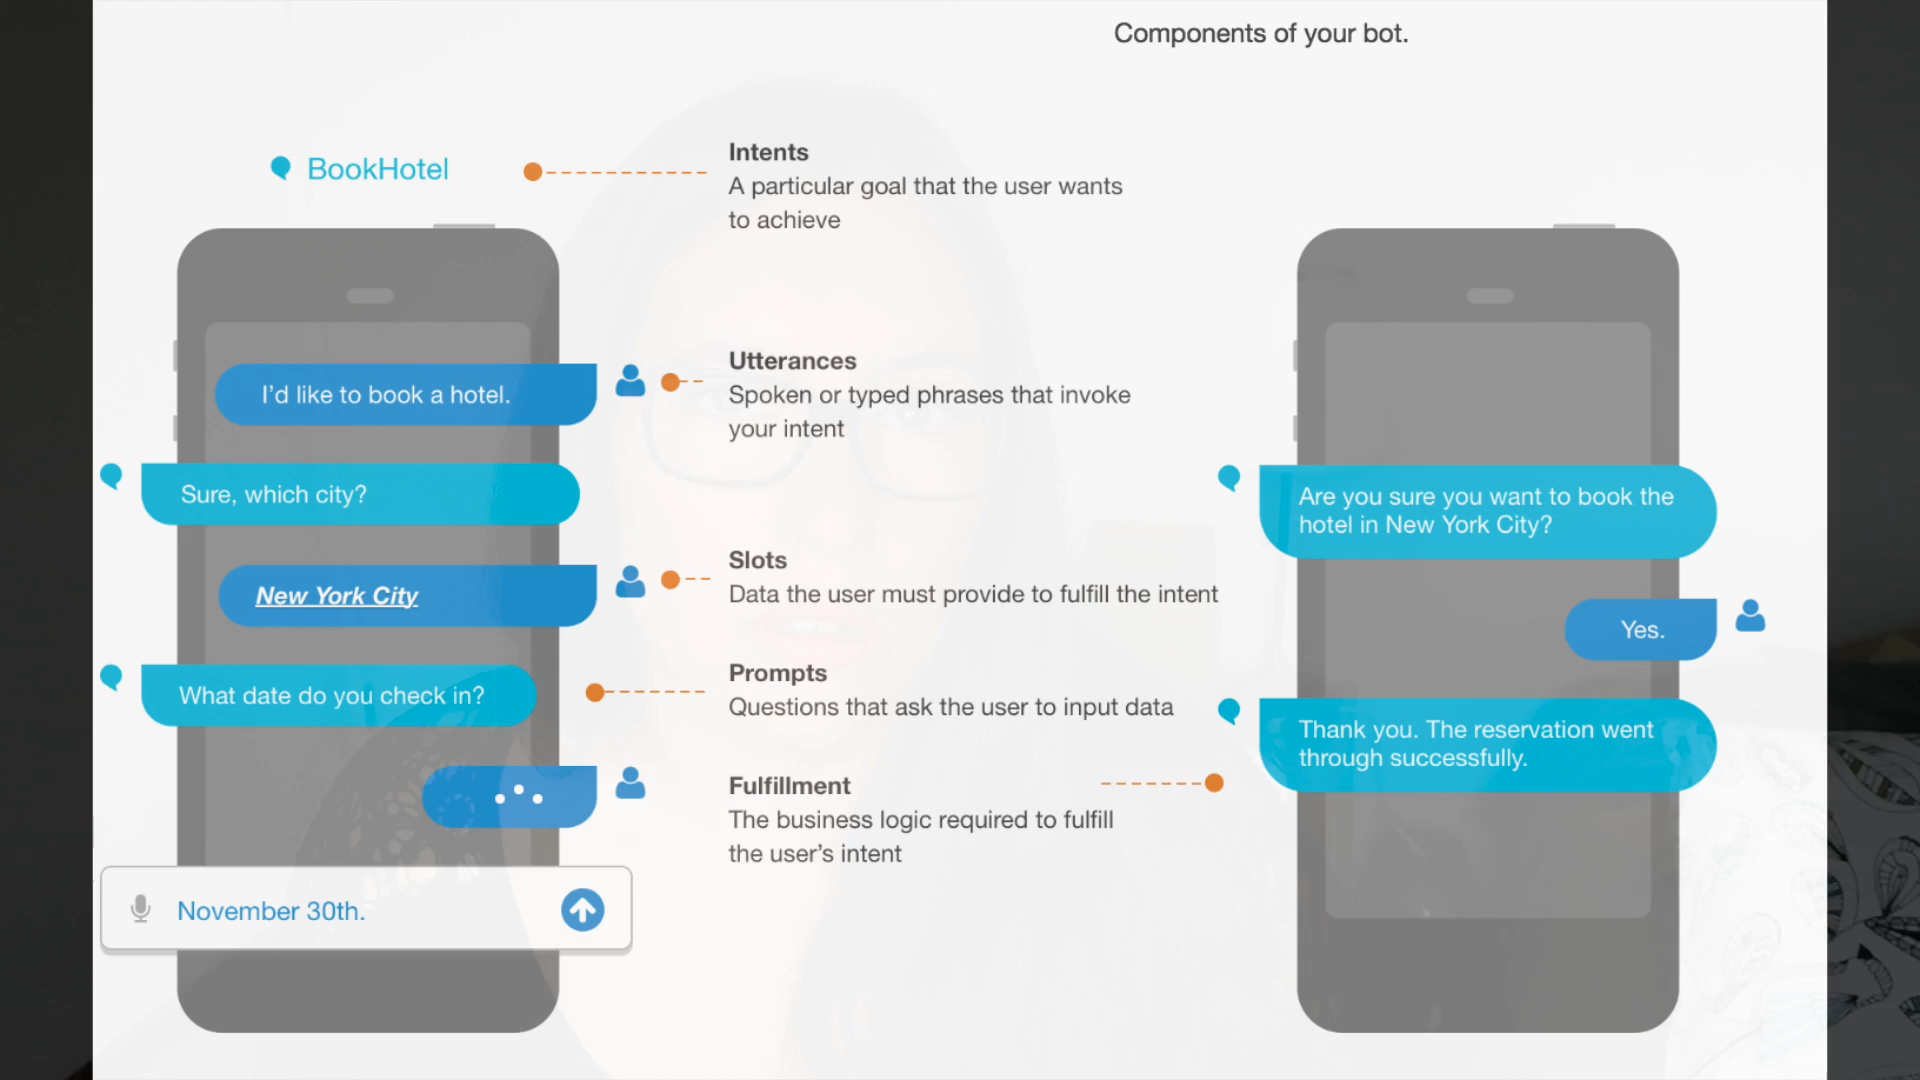 Components of your bot.
BookHotel
Intents
A particular goal that the user wants
to achieve
I'd like to book a hotel.
Utterances
Spoken or typed phrases that invoke
your intent
Sure, which city?
New York City
Slots
Data the user must provide to fulfill the intent
What date do you check in?
Prompts
Questions that ask the user to input data
Fulfillment
The business logic required to fulfill
the user's intent
November 30th.
Are you sure you want to book the
hotel in New York City?
Yes.
Thank you. The reservation went
through successfully.